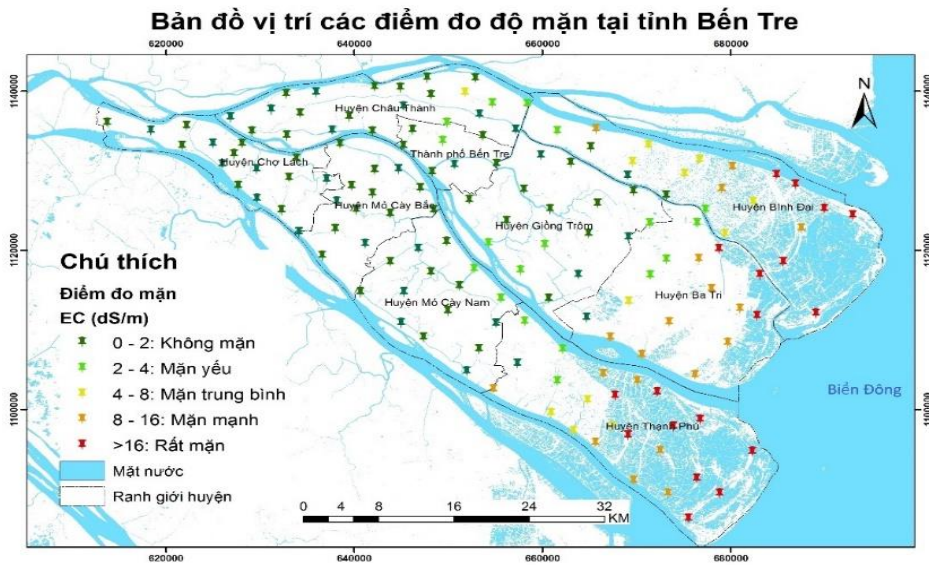 Bản đồ vị trí các điểm đo độ mặn tại tỉnh Bến Tre
620000 640000 660000 680000
1140000 1140000
N
Huyện Châu Thành
Thành phố Bến Tre
Huyện Chợ Lách
Huyện Mỏ Cày Bắc
Huyện Bình Đại
Huyện Giồng Trôm
1120000 1120000
Chú thích
Điểm đo mặn
EC (dS/m)
0 - 2: Không mặn
2 - 4: Mặn yếu
4 - 8: Mặn trung bình
8 - 16: Mặn mạnh
>16: Rất mặn
Mặt nước
Ranh giới huyện
Huyện Mỏ Cày Nam
Huyện Ba Tri
Biển Đông
1100000 1100000
Huyện Thạnh Phú
0 4 8 16 24 32
KM
620000 640000 660000 680000